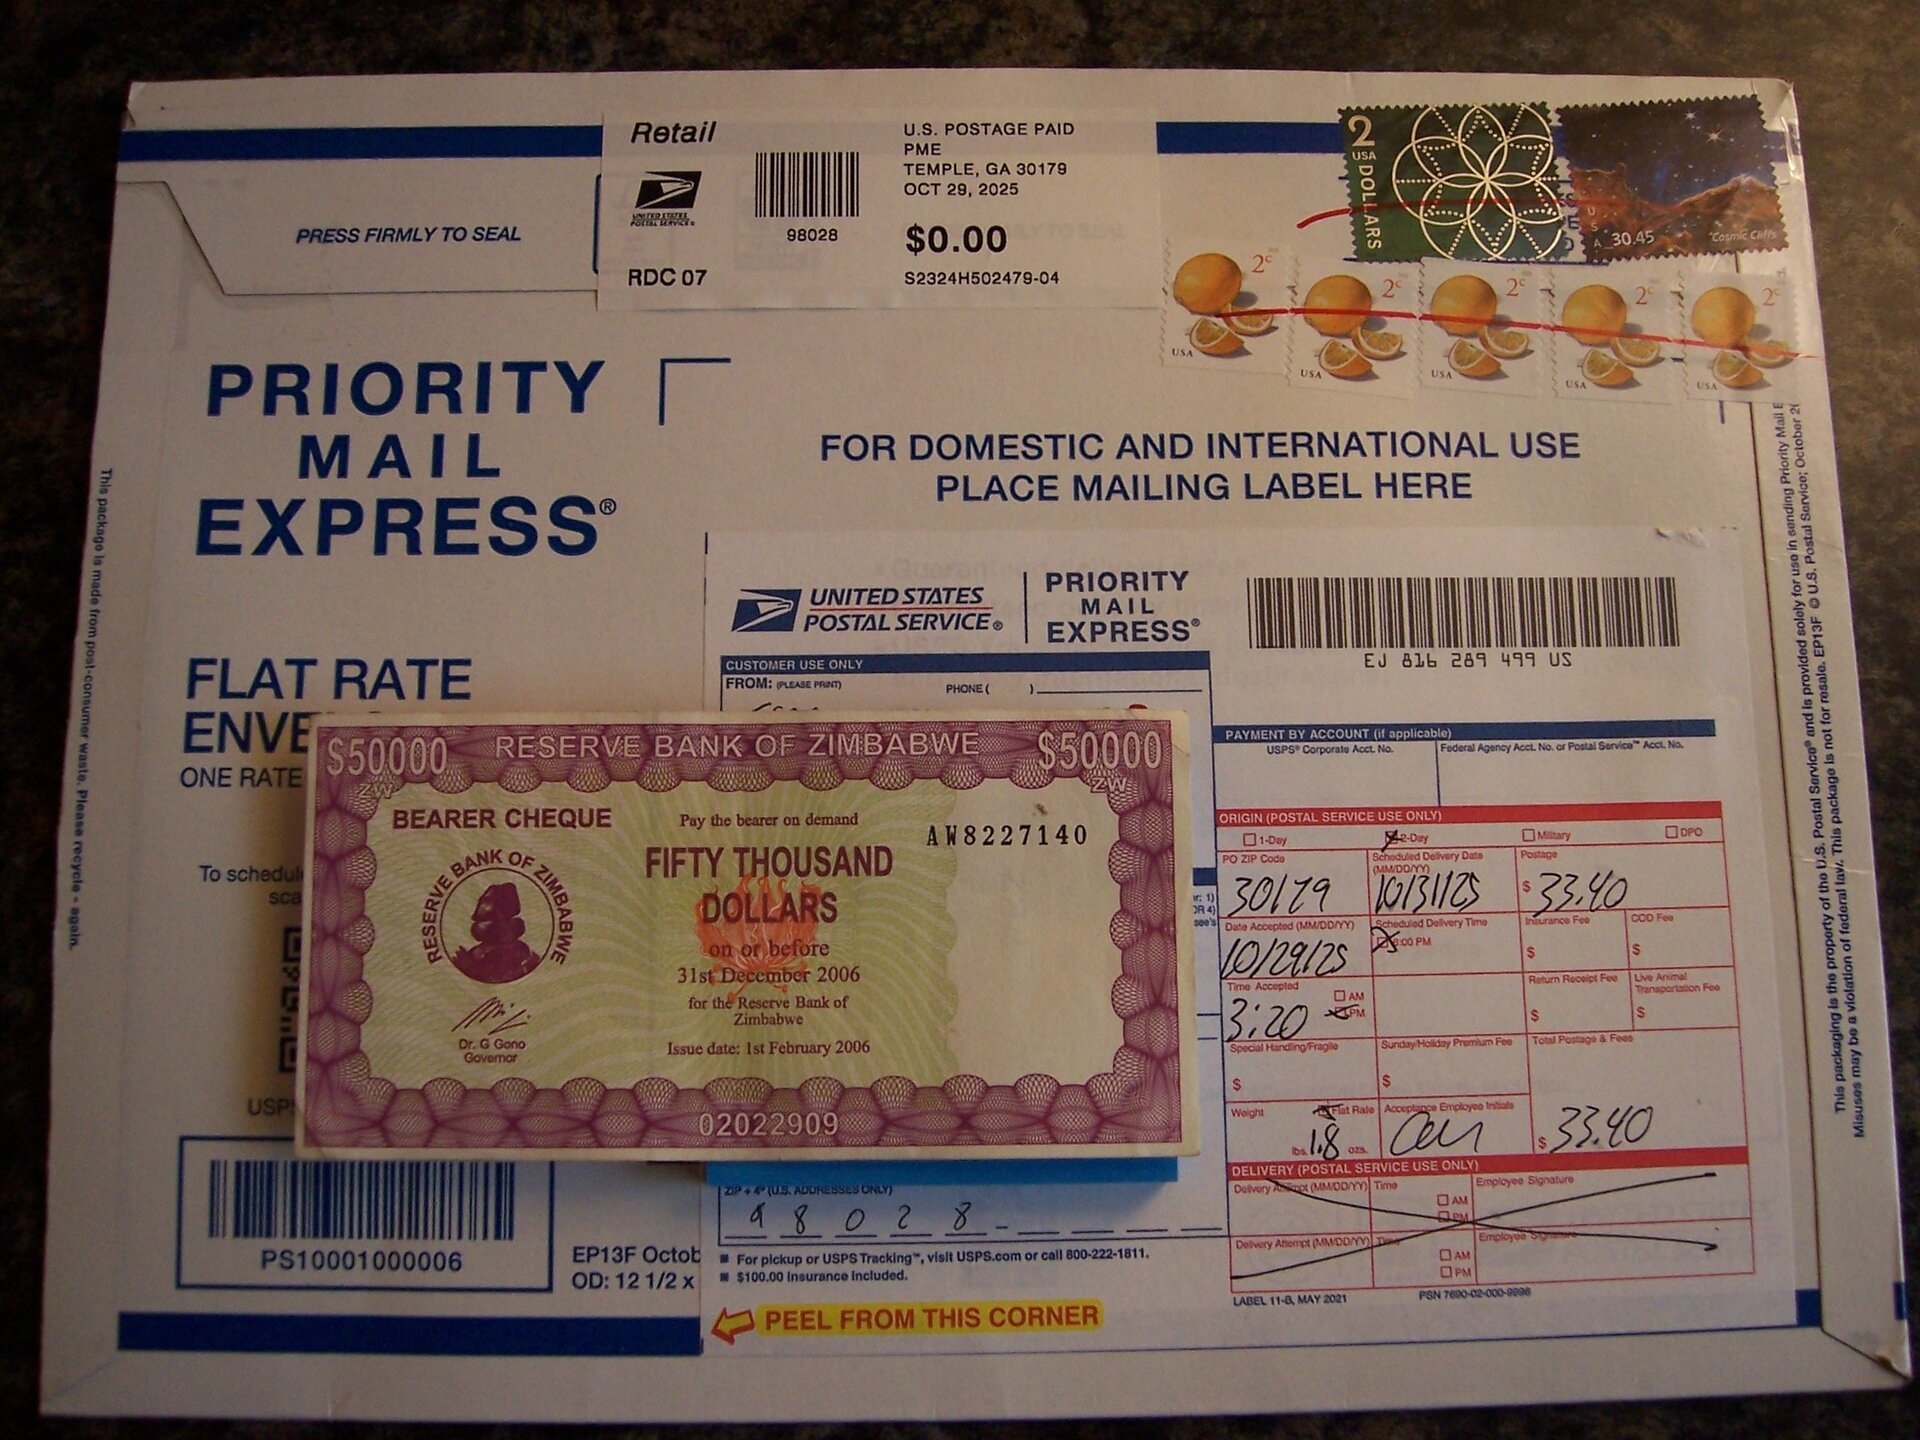 Retail
UNITED STATES
POSTAL SERVICE®
RDC 07
98028
U.S. POSTAGE PAID
PME
TEMPLE, GA 30179
OCT 29, 2025
$0.00
S2324H502479-04
2
USA
DOLLARS
USA
30.45
Cosmic Cliffs
2c
USA
2c
USA
2c
USA
2c
USA
2c
USA
PRESS FIRMLY TO SEAL
PRIORITY
MAIL
EXPRESS®
FOR DOMESTIC AND INTERNATIONAL USE
PLACE MAILING LABEL HERE
This package is made from post-consumer waste. Please recycle - again.
FLAT RATE
ENVE
ONE RATE
To schedul
sca
USPS
PS10001000006
EP13F Octob
OD: 12 1/2 x
UNITED STATES
POSTAL SERVICE®
PRIORITY
MAIL
EXPRESS®
EJ 816 289 499 US
CUSTOMER USE ONLY
FROM: (PLEASE PRINT)
PHONE ( )
$50000 RESERVE BANK OF ZIMBABWE $50000
ZW ZW
BEARER CHEQUE
Pay the bearer on demand
AW8227140
FIFTY THOUSAND
DOLLARS
on or before
31st December 2006
for the Reserve Bank of
Zimbabwe
Issue date: 1st February 2006
RESERVE BANK OF ZIMBABWE
Dr. G Gono
Governor
02022909
PAYMENT BY ACCOUNT (if applicable)
USPS® Corporate Acct. No.
Federal Agency Acct. No. or Postal Service™ Acct. No.
ORIGIN (POSTAL SERVICE USE ONLY)
1-Day 2-Day Military DPO
PO ZIP Code
30179
Scheduled Delivery Date
(MM/DD/YY)
10/31/25
Postage
$ 33.40
Date Accepted (MM/DD/YY)
10/29/25
Scheduled Delivery Time
6:00 PM
Insurance Fee
$
COD Fee
$
Time Accepted
3:20
AM
PM
Return Receipt Fee
$
Live Animal
Transportation Fee
$
Special Handling/Fragile
$
Sunday/Holiday Premium Fee
$
Total Postage & Fees
$ 33.40
Weight
Flat Rate
lbs. 1.8 ozs.
Acceptance Employee Initials
DELIVERY (POSTAL SERVICE USE ONLY)
Delivery Attempt (MM/DD/YY) Time
AM
PM
Employee Signature
Delivery Attempt (MM/DD/YY) Time
AM
PM
Employee Signature
LABEL 11-B, MAY 2021
PSN 7690-02-000-9996
ZIP + 4® (U.S. ADDRESSES ONLY)
9 8 0 2 8 -
For pickup or USPS Tracking™, visit USPS.com or call 800-222-1811.
$100.00 insurance included.
PEEL FROM THIS CORNER
This packaging is the property of the U.S. Postal Service® and is provided solely for use in sending Priority Mail E
Misuses may be a violation of federal law. This package is not for resale. EP13F © U.S. Postal Service; October 2